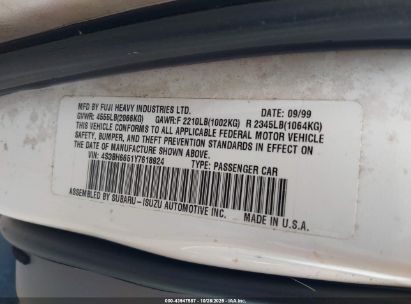 MFD BY FUJI HEAVY INDUSTRIES LTD. DATE: 09/99
GVWR: 4555LB(2066KG) GAWR:F 2210LB(1002KG) R 2345LB(1064KG)
THIS VEHICLE CONFORMS TO ALL APPLICABLE FEDERAL MOTOR VEHICLE
SAFETY, BUMPER, AND THEFT PREVENTION STANDARDS IN EFFECT ON
THE DATE OF MANUFACTURE SHOWN ABOVE.
VIN: 4S3BH6651Y7618924 TYPE: PASSENGER CAR
ASSEMBLED BY SUBARU-ISUZU AUTOMOTIVE INC. MADE IN U.S.A.